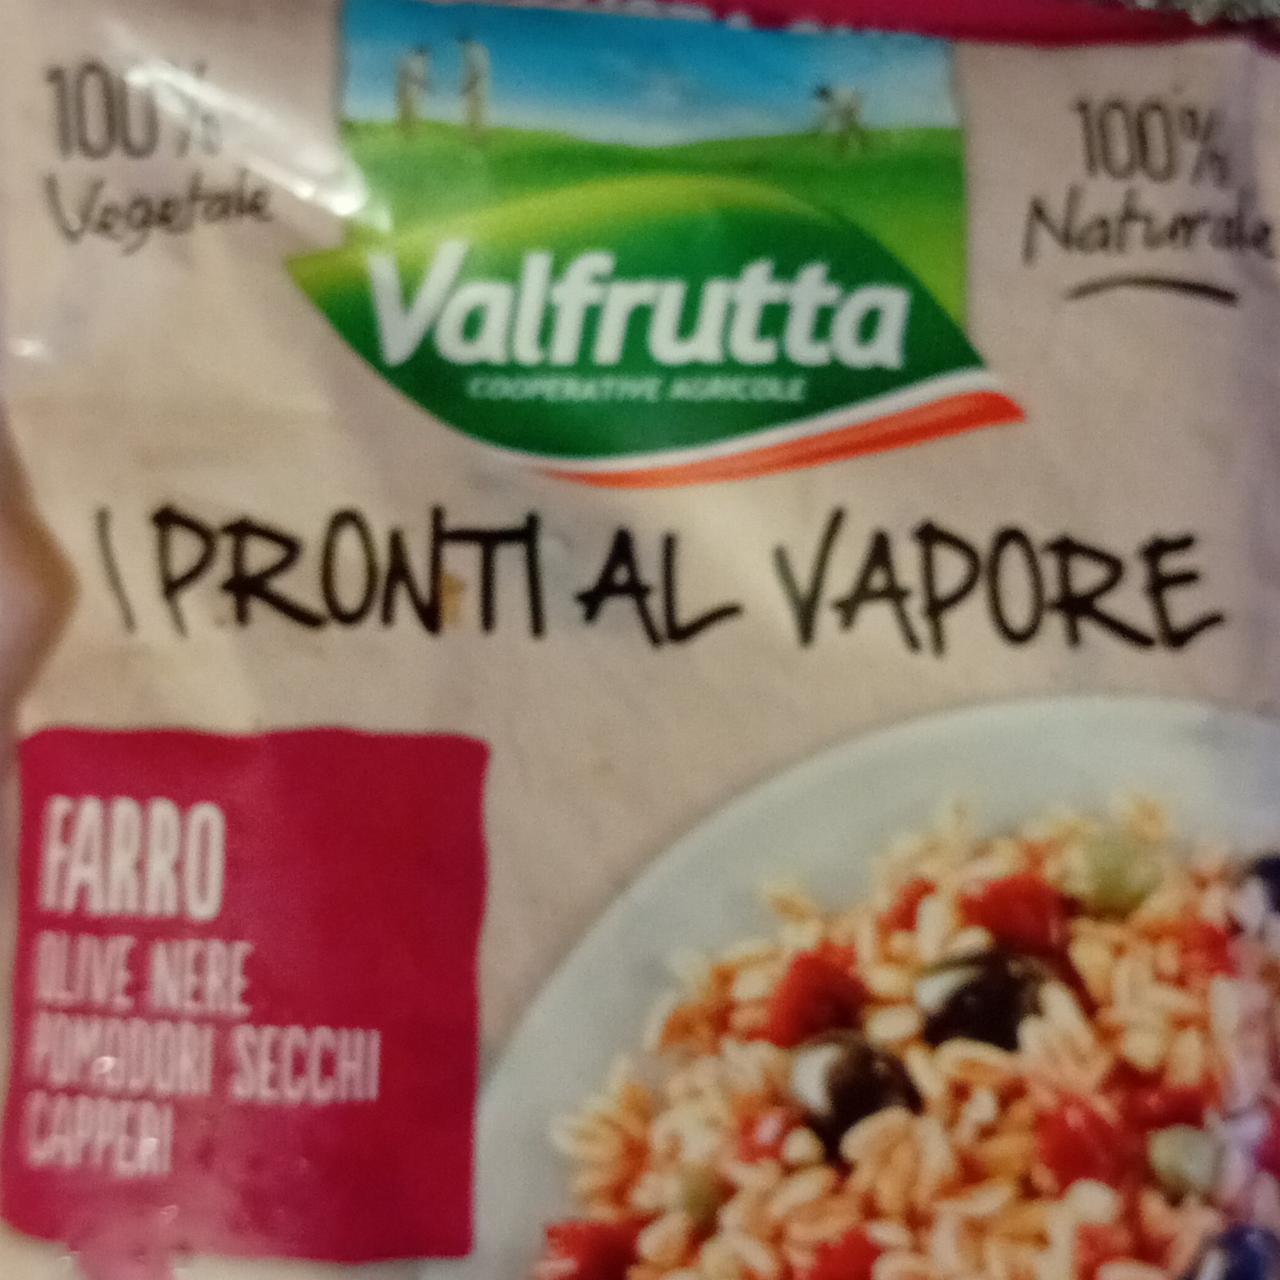 100%
Vegetale
100%
Naturale
Valfrutta
COOPERATIVE AGRICOLE
I PRONTI AL VAPORE
FARRO
OLIVE NERE
POMODORI SECCHI
CAPPERI